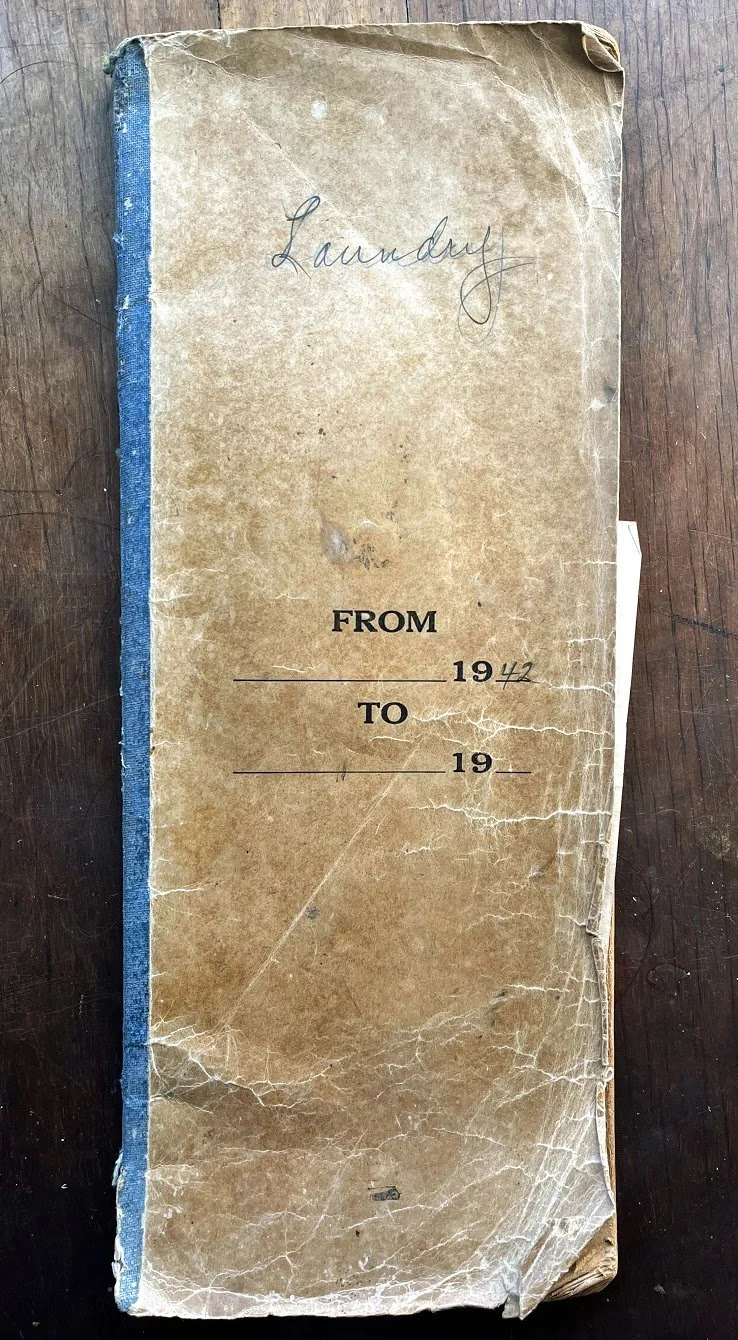 Laundry
FROM
1942
TO
19